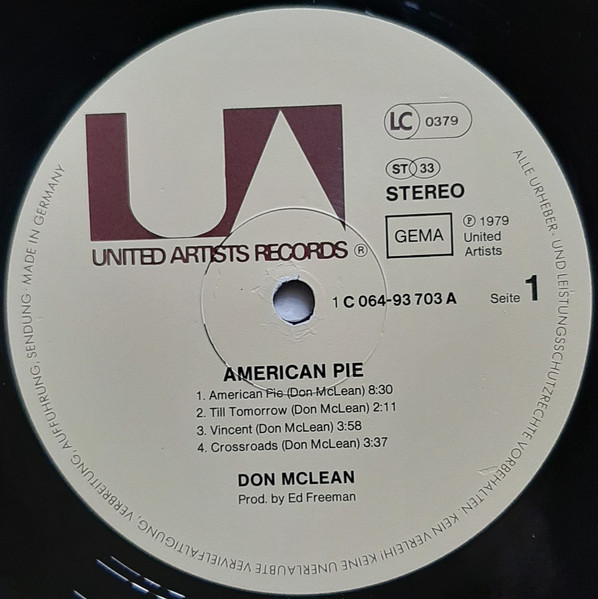 UA
UNITED ARTISTS RECORDS ®
LC 0379
ST 33
STEREO
GEMA
℗ 1979
United
Artists
1 C 064-93 703 A
Seite 1
AMERICAN PIE
1. American Pie (Don McLean) 8:30
2. Till Tomorrow (Don McLean) 2:11
3. Vincent (Don McLean) 3:58
4. Crossroads (Don McLean) 3:37
DON MCLEAN
Prod. by Ed Freeman
ALLE URHEBER- UND LEISTUNGSSCHUTZRECHTE VORBEHALTEN. KEIN VERLEIH! KEINE UNERLAUBTE VERVIELFÄLTIGUNG, VERBREITUNG, AUFFÜHRUNG, SENDUNG · MADE IN GERMANY